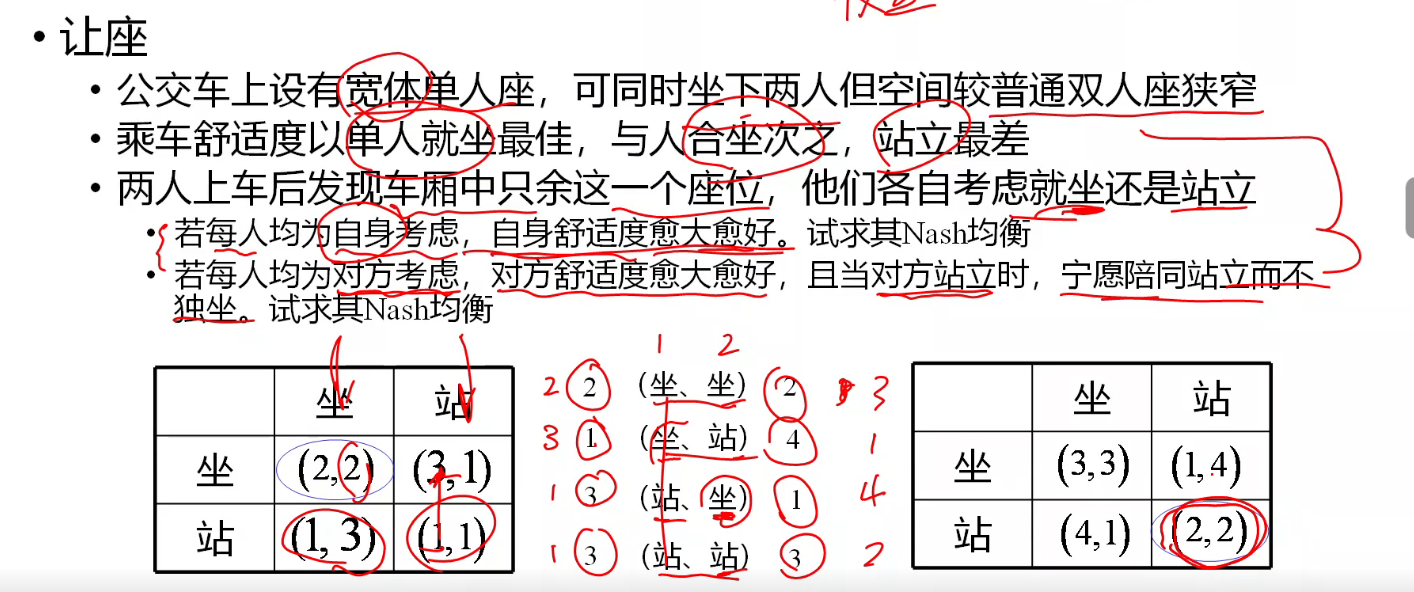 • 让座
• 公交车上设有宽体单人座，可同时坐下两人但空间较普通双人座狭窄
• 乘车舒适度以单人就坐最佳，与人合坐次之，站立最差
• 两人上车后发现车厢中只余这一个座位，他们各自考虑就坐还是站立
• 若每人均为自身考虑，自身舒适度愈大愈好。试求其Nash均衡
• 若每人均为对方考虑，对方舒适度愈大愈好，且当对方站立时，宁愿陪同站立而不
独坐。试求其Nash均衡
坐 站
坐 (2,2) (3,1)
站 (1,3) (1,1)
1 2
2 2 (坐、坐) 2 3
3 1 (坐、站) 4 1
1 3 (站、坐) 1 4
1 3 (站、站) 3 2
坐 站
坐 (3,3) (1,4)
站 (4,1) (2,2)